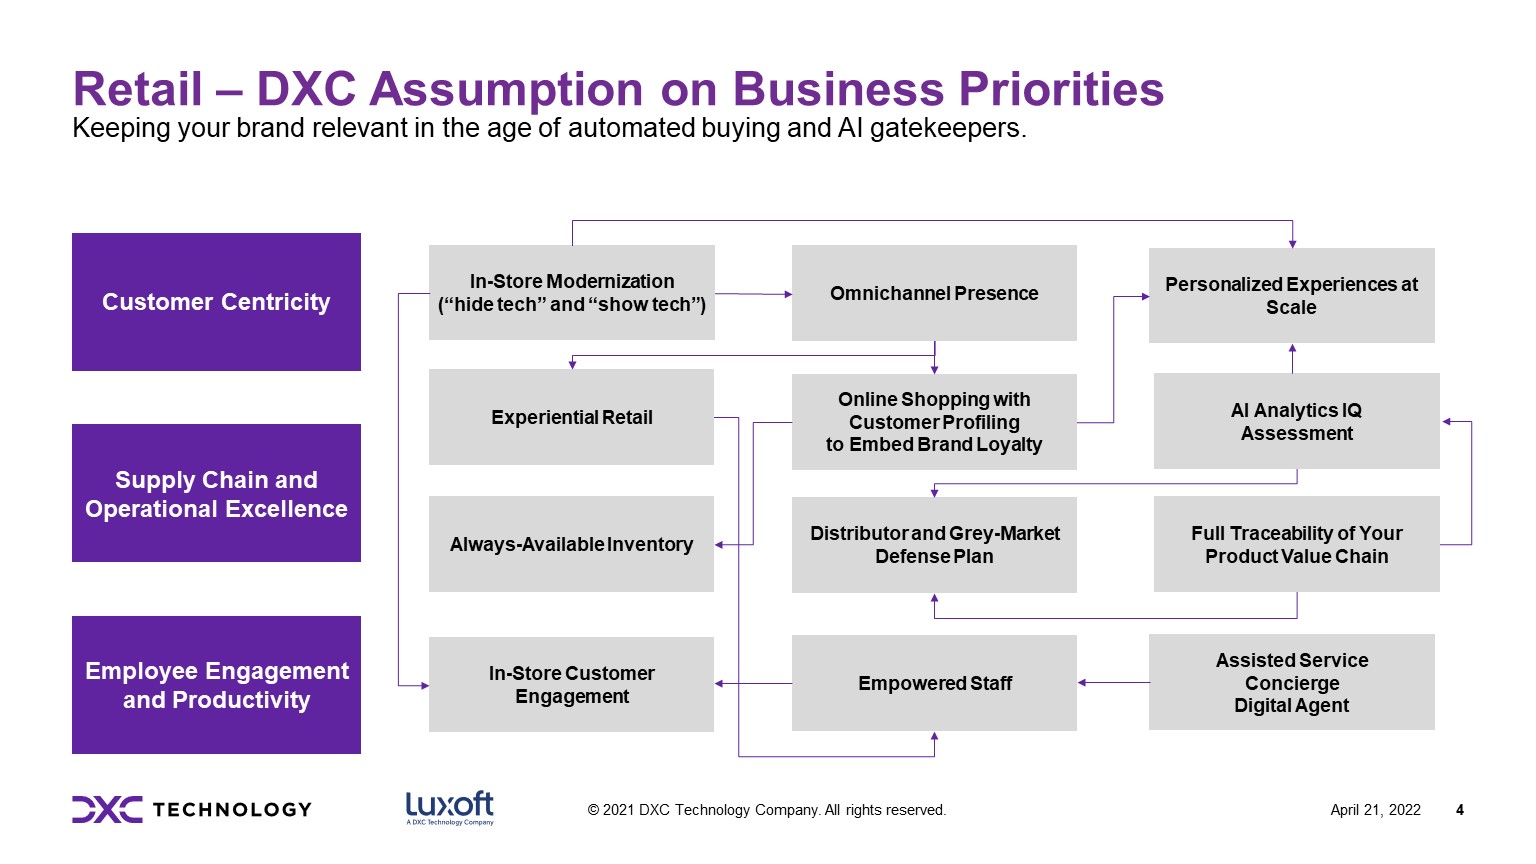 Retail – DXC Assumption on Business Priorities
Keeping your brand relevant in the age of automated buying and AI gatekeepers.
Customer Centricity
In-Store Modernization
(“hide tech” and “show tech”)
Omnichannel Presence
Personalized Experiences at
Scale
Experiential Retail
Online Shopping with
Customer Profiling
to Embed Brand Loyalty
AI Analytics IQ
Assessment
Supply Chain and
Operational Excellence
Always-Available Inventory
Distributor and Grey-Market
Defense Plan
Full Traceability of Your
Product Value Chain
Employee Engagement
and Productivity
In-Store Customer
Engagement
Empowered Staff
Assisted Service
Concierge
Digital Agent
DXC TECHNOLOGY
Luxoft
A DXC Technology Company
© 2021 DXC Technology Company. All rights reserved.
April 21, 2022
4